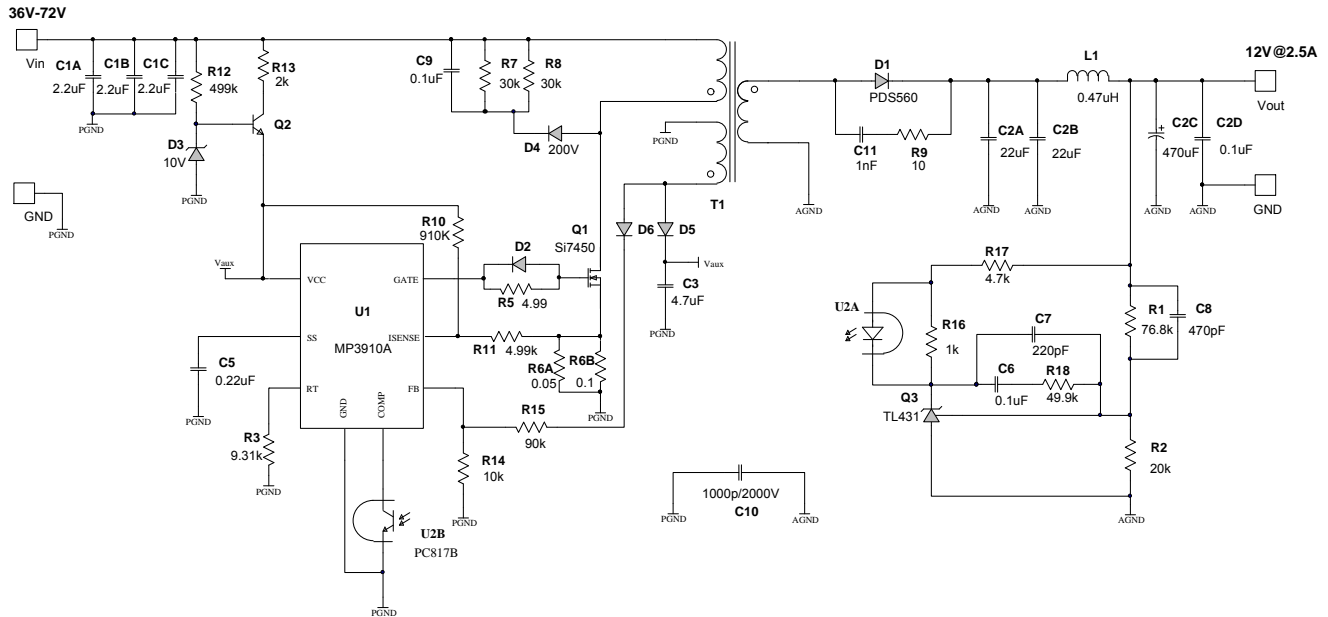 36V-72V
Vin
C1A
2.2uF
C1B
2.2uF
C1C
2.2uF
PGND
R12
499k
R13
2k
Q2
D3
10V
PGND
GND
PGND
C9
0.1uF
R7
30k
R8
30k
D4
200V
PGND
T1
D1
PDS560
C11
1nF
R9
10
AGND
L1
0.47uH
12V@2.5A
Vout
C2A
22uF
AGND
C2B
22uF
AGND
C2C
+
470uF
AGND
C2D
0.1uF
GND
AGND
R10
910K
Vaux
VCC
GATE
SS
ISENSE
RT
FB
GND
COMP
U1
MP3910A
D2
R5 4.99
Q1
Si7450
D6
D5
Vaux
C3
4.7uF
PGND
C5
0.22uF
PGND
R11
4.99k
R6A
0.05
R6B
0.1
PGND
R3
9.31k
PGND
R15
90k
R14
10k
PGND
U2B
PC817B
PGND
1000p/2000V
C10
PGND
AGND
R17
4.7k
U2A
R16
1k
C7
220pF
C6
0.1uF
R18
49.9k
Q3
TL431
R1
76.8k
C8
470pF
R2
20k
AGND